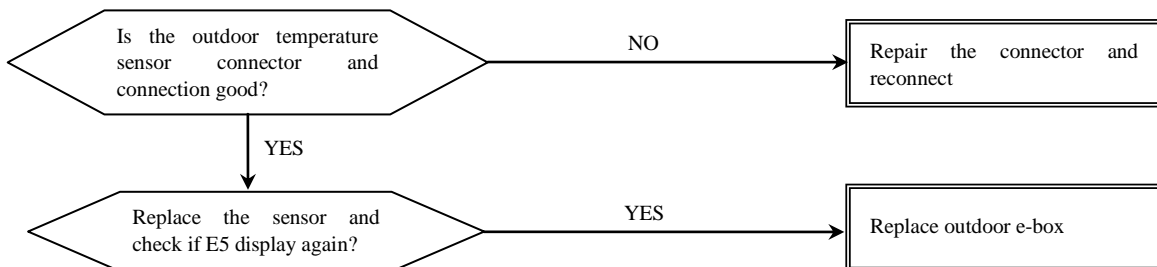 Is the outdoor temperature
sensor connector and
connection good?
NO
Repair the connector and
reconnect
YES
Replace the sensor and
check if E5 display again?
YES
Replace outdoor e-box